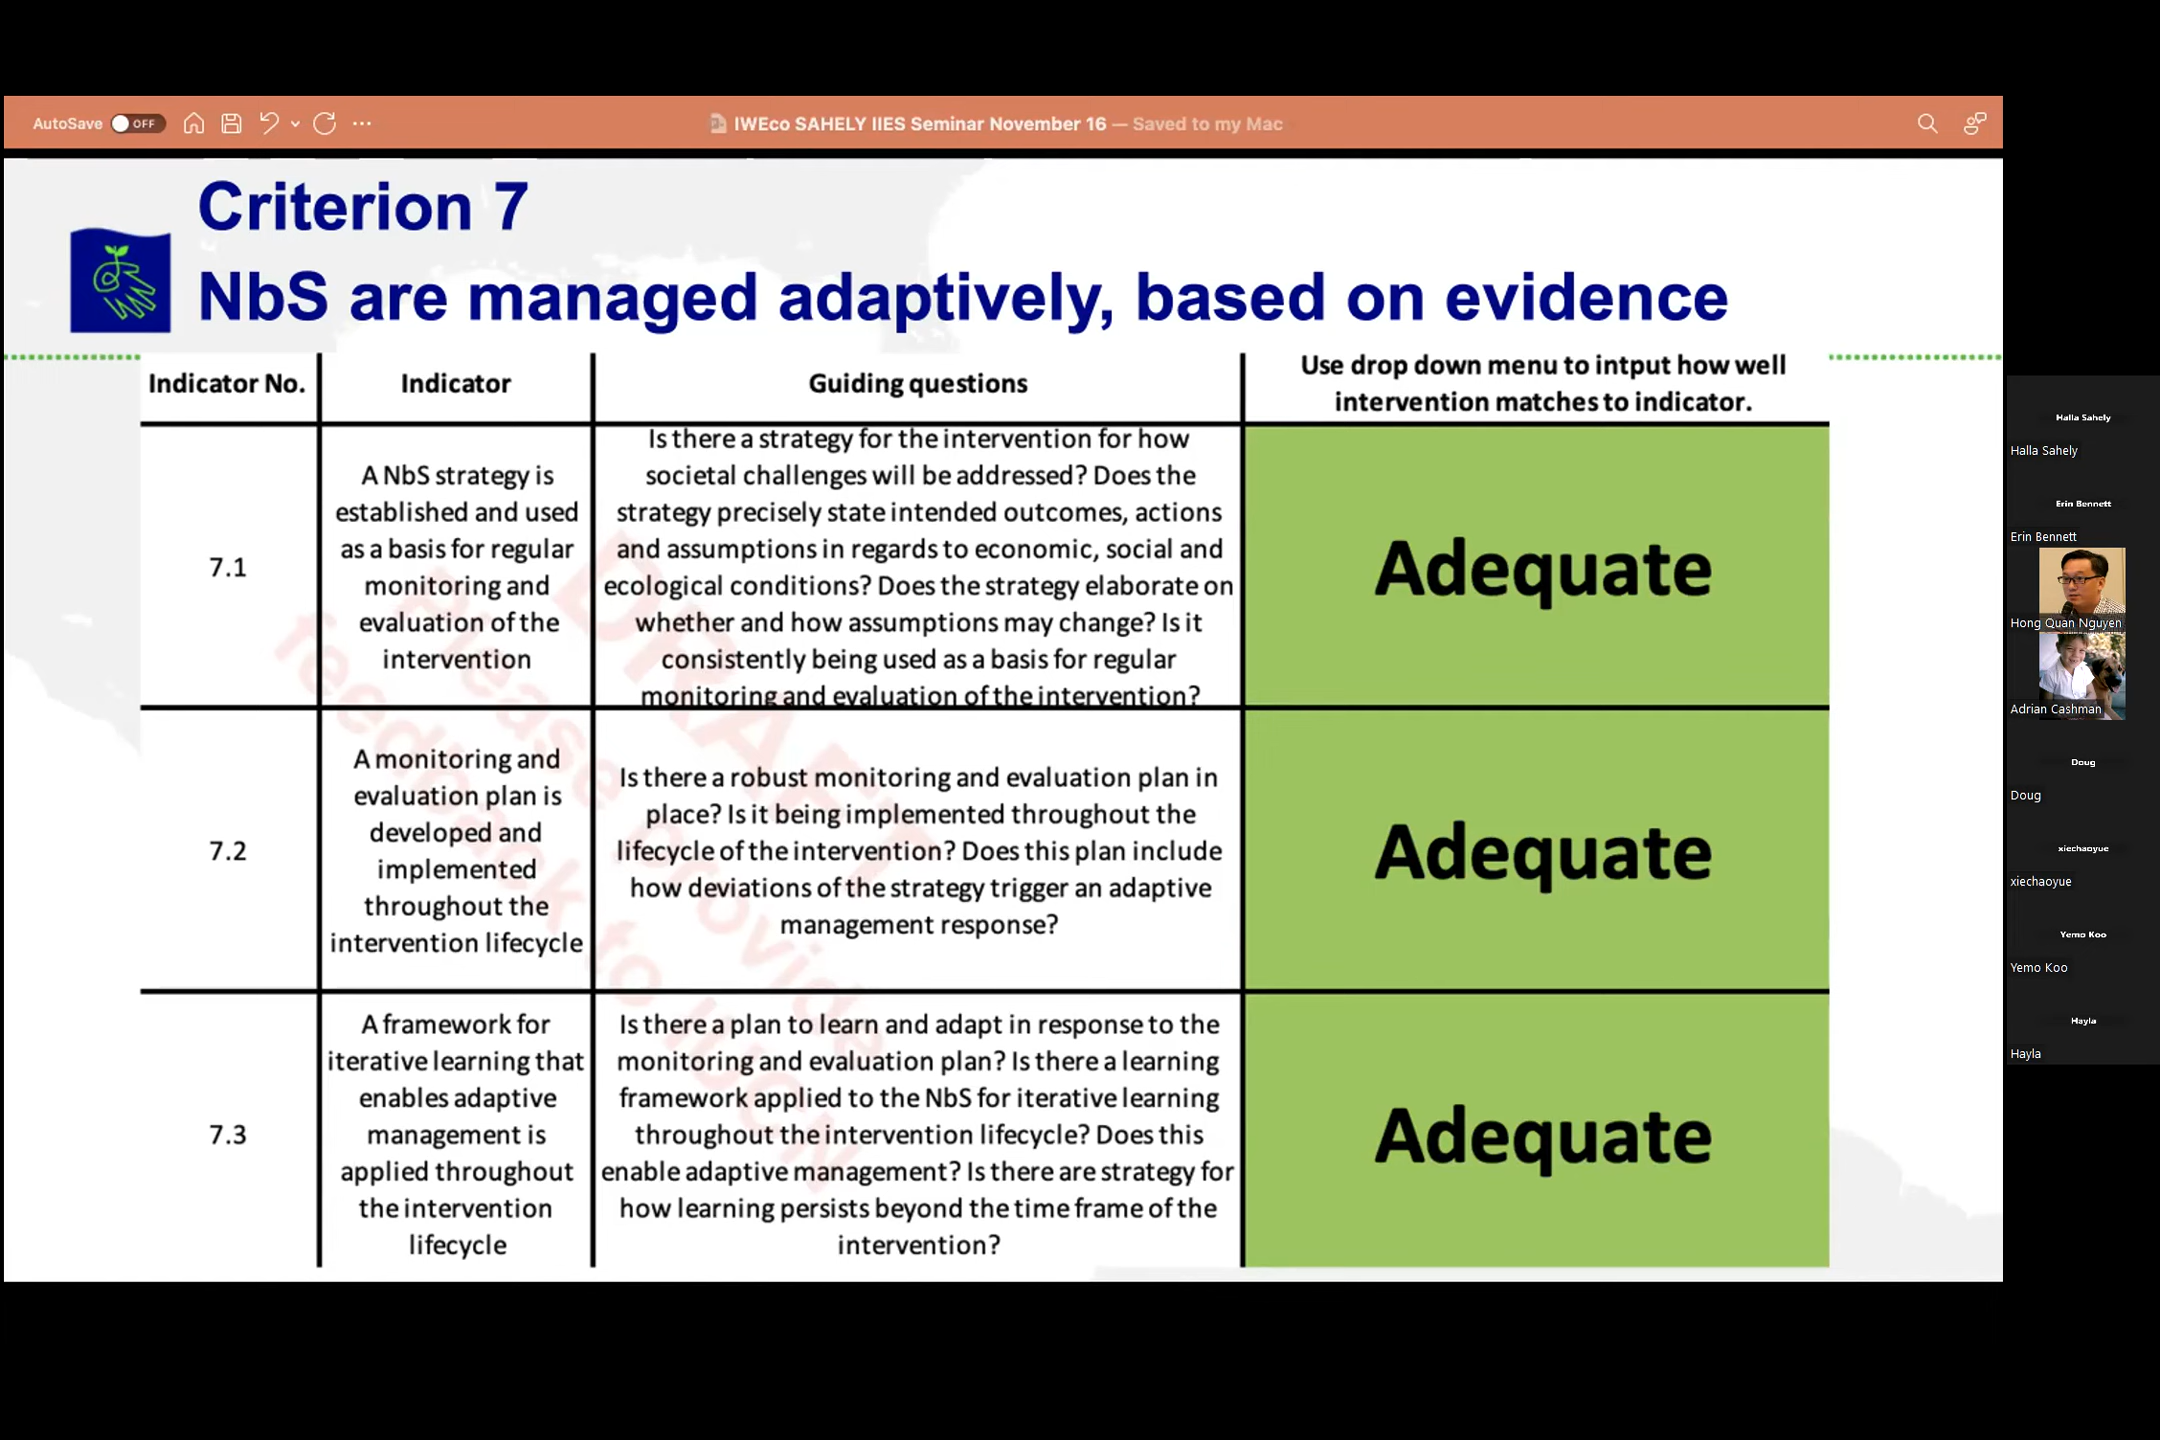 AutoSave OFF
IWEco SAHELY IIES Seminar November 16 — Saved to my Mac
Criterion 7
NbS are managed adaptively, based on evidence
Indicator No.
Indicator
Guiding questions
Use drop down menu to intput how well
intervention matches to indicator.
7.1
A NbS strategy is
established and used
as a basis for regular
monitoring and
evaluation of the
intervention
Is there a strategy for the intervention for how
societal challenges will be addressed? Does the
strategy precisely state intended outcomes, actions
and assumptions in regards to economic, social and
ecological conditions? Does the strategy elaborate on
whether and how assumptions may change? Is it
consistently being used as a basis for regular
monitoring and evaluation of the intervention?
Adequate
7.2
A monitoring and
evaluation plan is
developed and
implemented
throughout the
intervention lifecycle
Is there a robust monitoring and evaluation plan in
place? Is it being implemented throughout the
lifecycle of the intervention? Does this plan include
how deviations of the strategy trigger an adaptive
management response?
Adequate
7.3
A framework for
iterative learning that
enables adaptive
management is
applied throughout
the intervention
lifecycle
Is there a plan to learn and adapt in response to the
monitoring and evaluation plan? Is there a learning
framework applied to the NbS for iterative learning
throughout the intervention lifecycle? Does this
enable adaptive management? Is there are strategy for
how learning persists beyond the time frame of the
intervention?
Adequate
DRAFT
Please provide
feedback to IUCN
Halla Sahely
Halla Sahely
Erin Bennett
Erin Bennett
Hong Quan Nguyen
Adrian Cashman
Doug
Doug
xiechaoyue
xiechaoyue
Yemo Koo
Yemo Koo
Hayla
Hayla